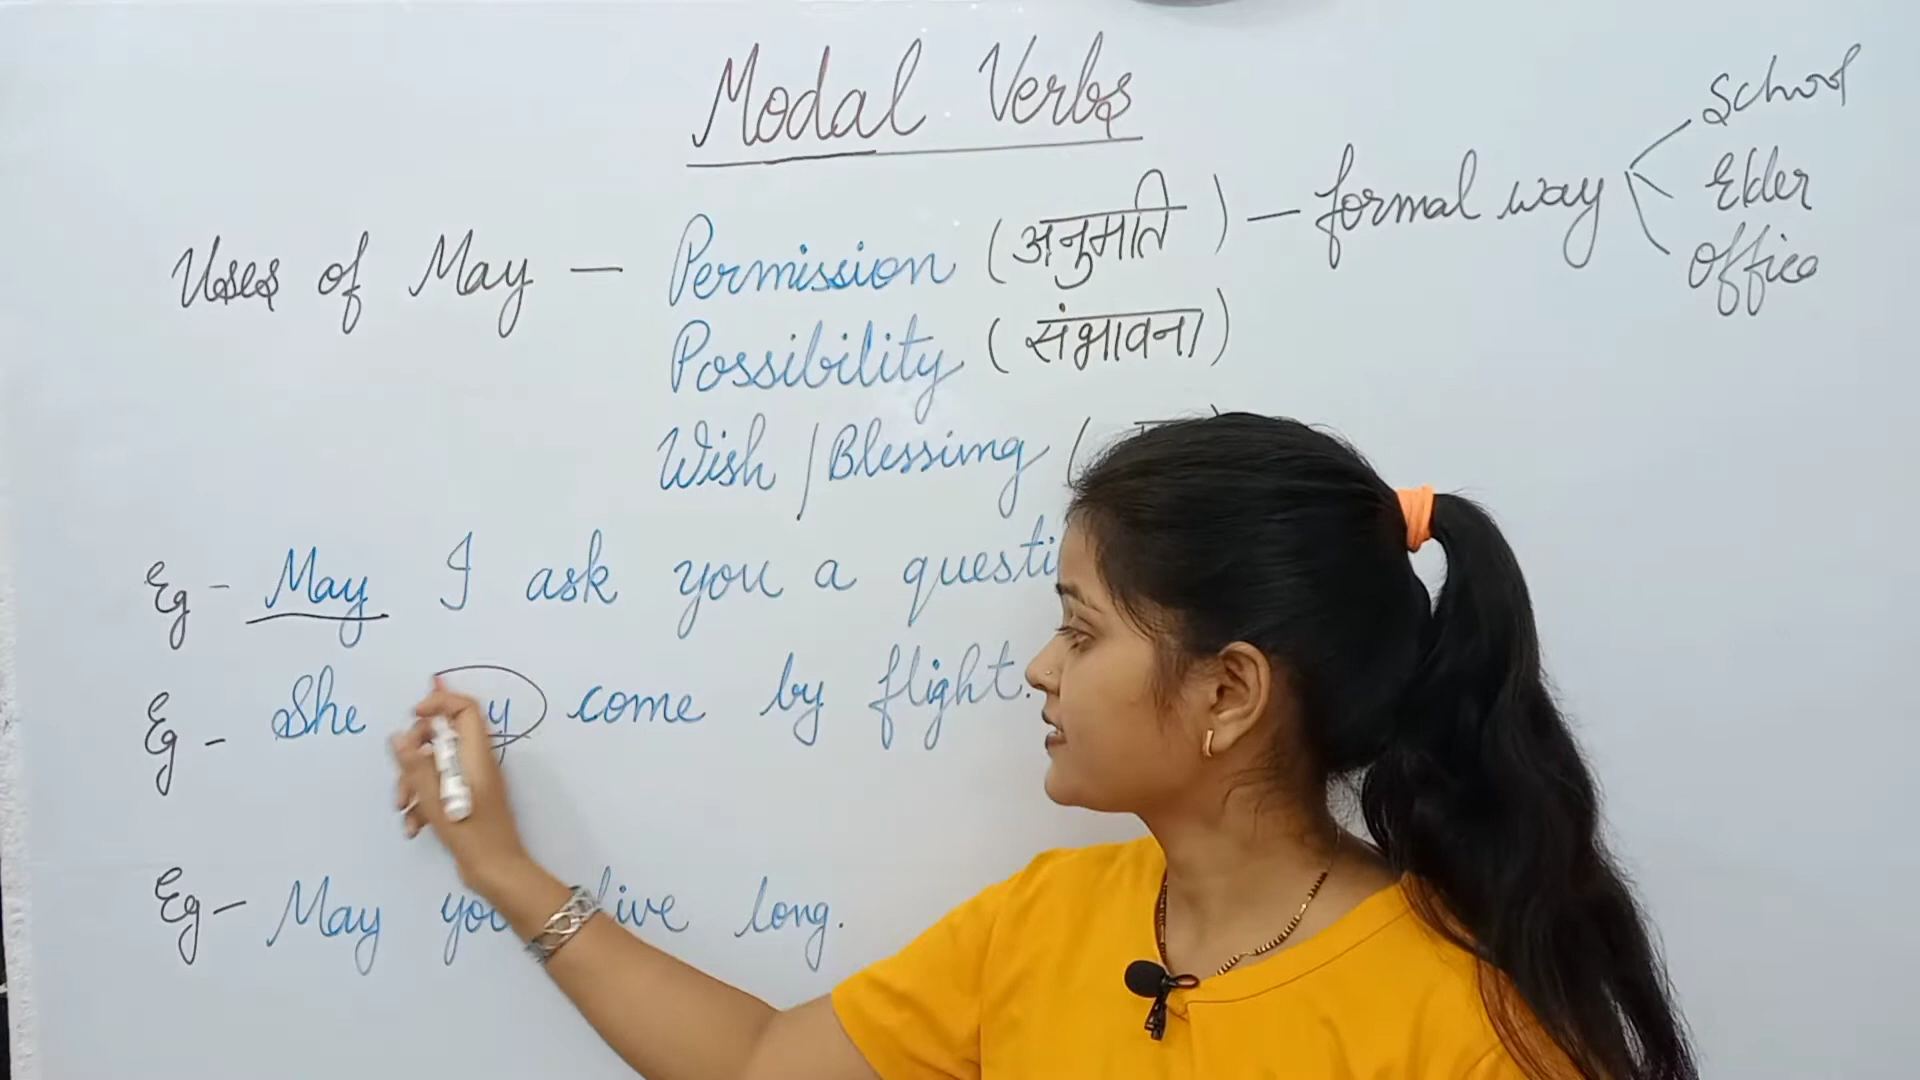 Modal Verbs
Uses of May — Permission (अनुमति) — formal way
School
Elder
Office
Possibility (संभावना)
Wish / Blessing (
Eg - May I ask you a questi
Eg - She come by flight.
Eg - May you live long.